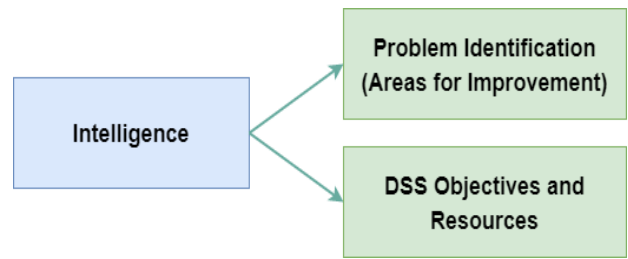 Intelligence
Problem Identification
(Areas for Improvement)
DSS Objectives and
Resources